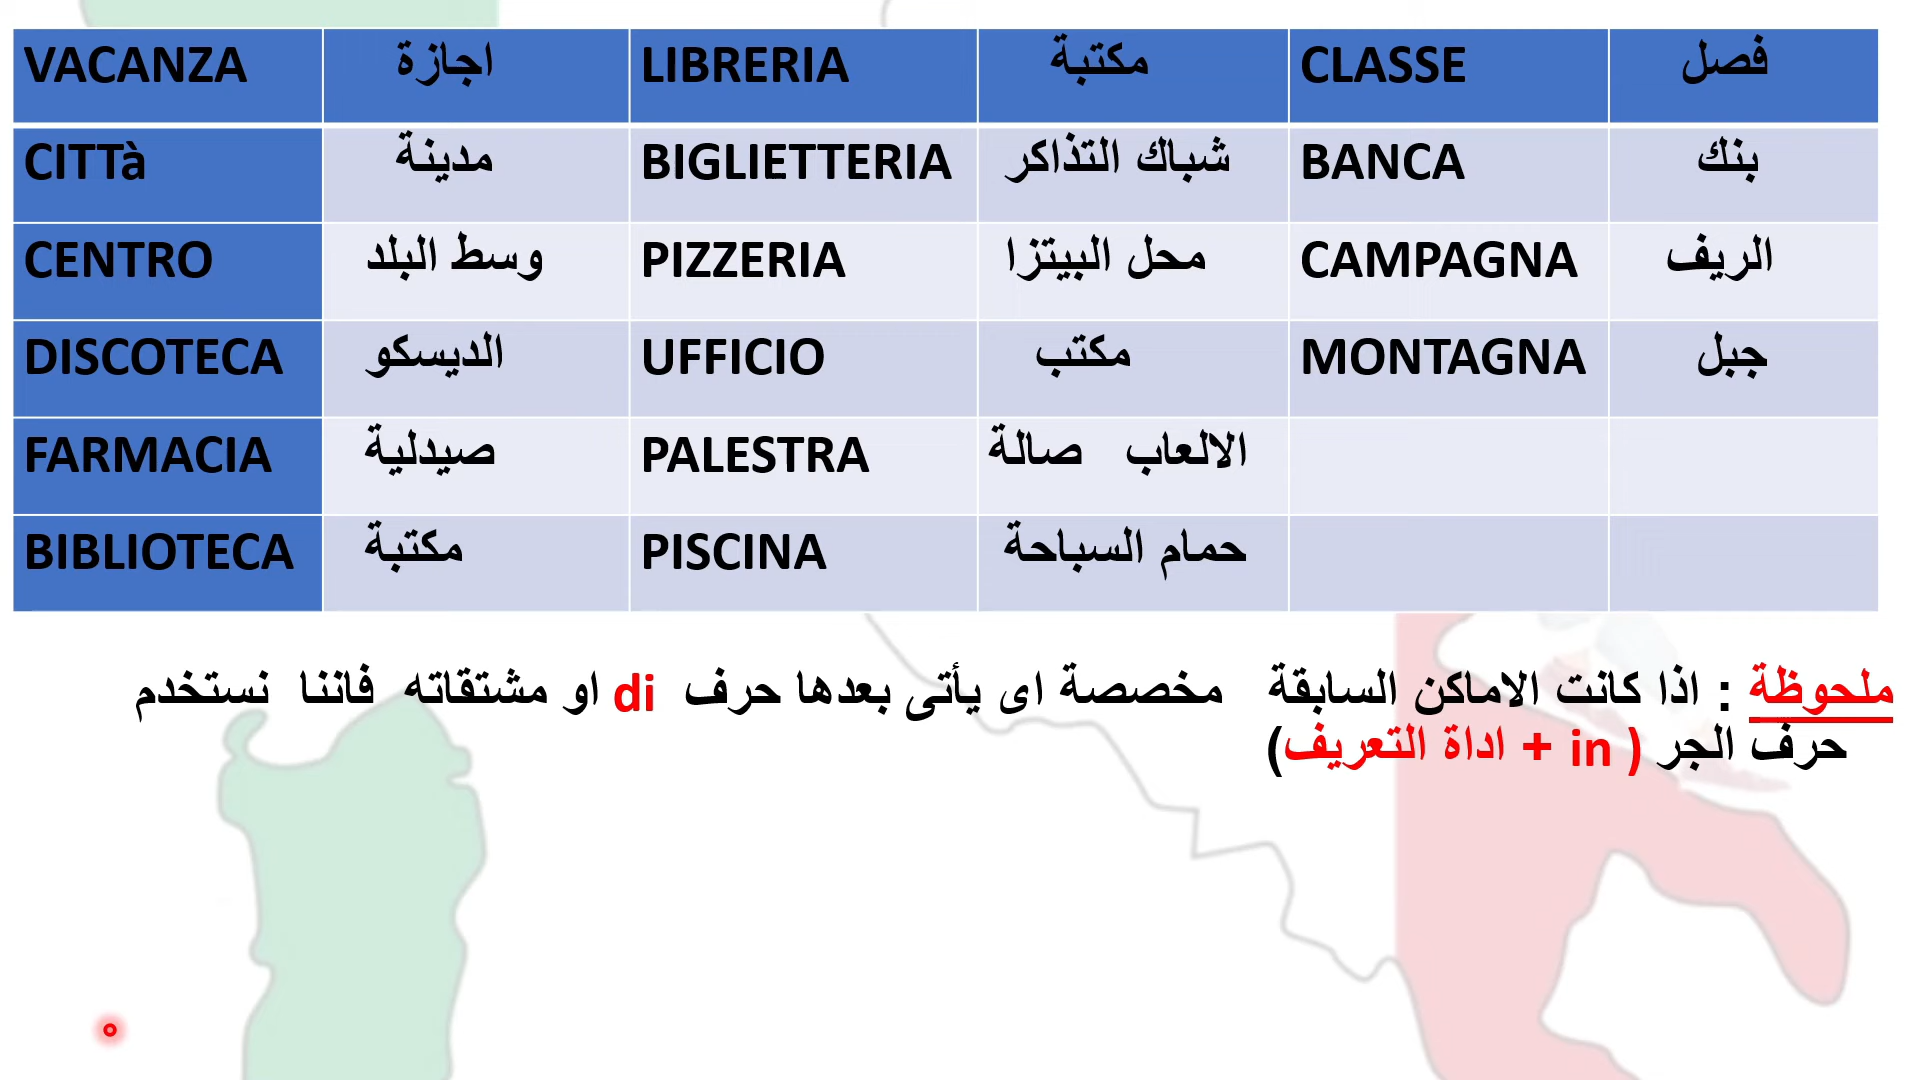 VACANZA اجازة LIBRERIA مكتبة CLASSE فصل
CITTà مدينة BIGLIETTERIA شباك التذاكر BANCA بنك
CENTRO وسط البلد PIZZERIA محل البيتزا CAMPAGNA الريف
DISCOTECA الديسكو UFFICIO مكتب MONTAGNA جبل
FARMACIA صيدلية PALESTRA الالعاب صالة
BIBLIOTECA مكتبة PISCINA حمام السباحة
ملحوظة : اذا كانت الاماكن السابقة مخصصة اى يأتى بعدها حرف di او مشتقاته فاننا نستخدم
حرف الجر ( in + اداة التعريف)